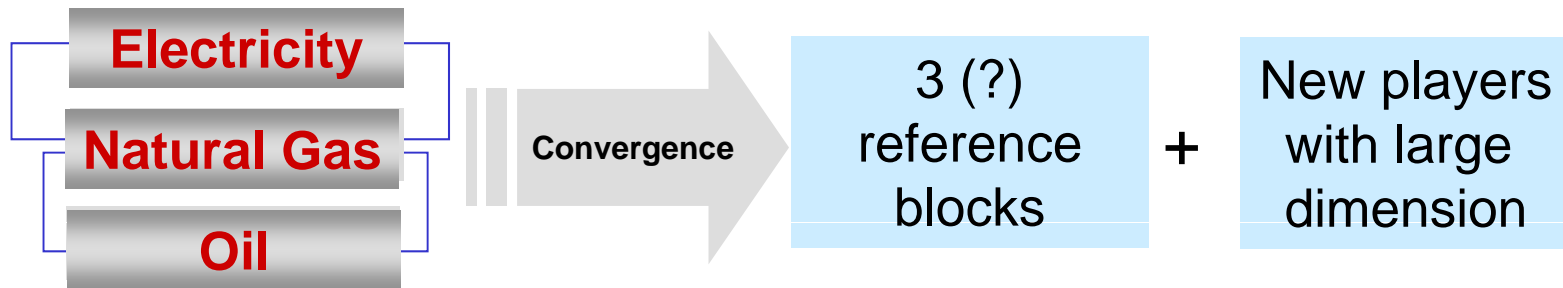 Electricity
Natural Gas
Oil
Convergence
3 (?)
reference
blocks
+
New players
with large
dimension